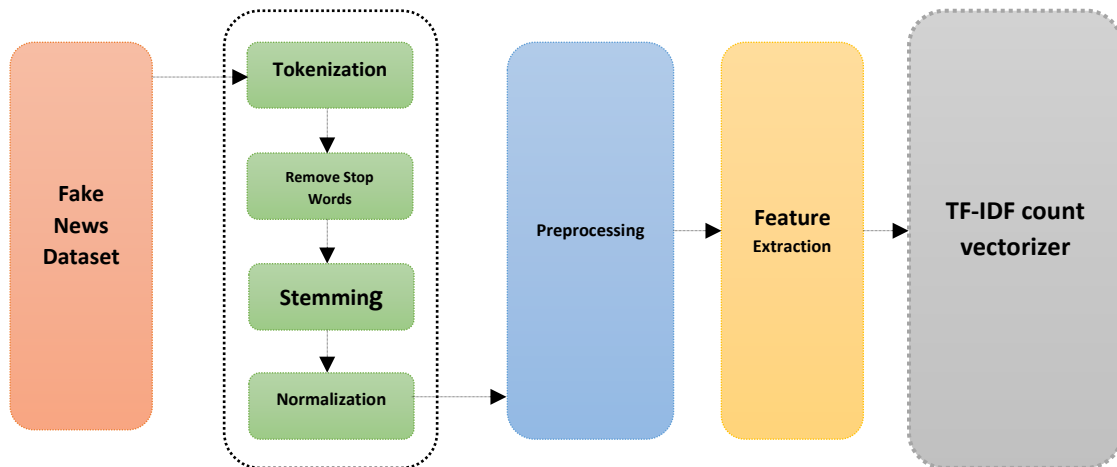 Fake
News
Dataset
Tokenization
Remove Stop
Words
Stemming
Normalization
Preprocessing
Feature
Extraction
TF-IDF count
vectorizer